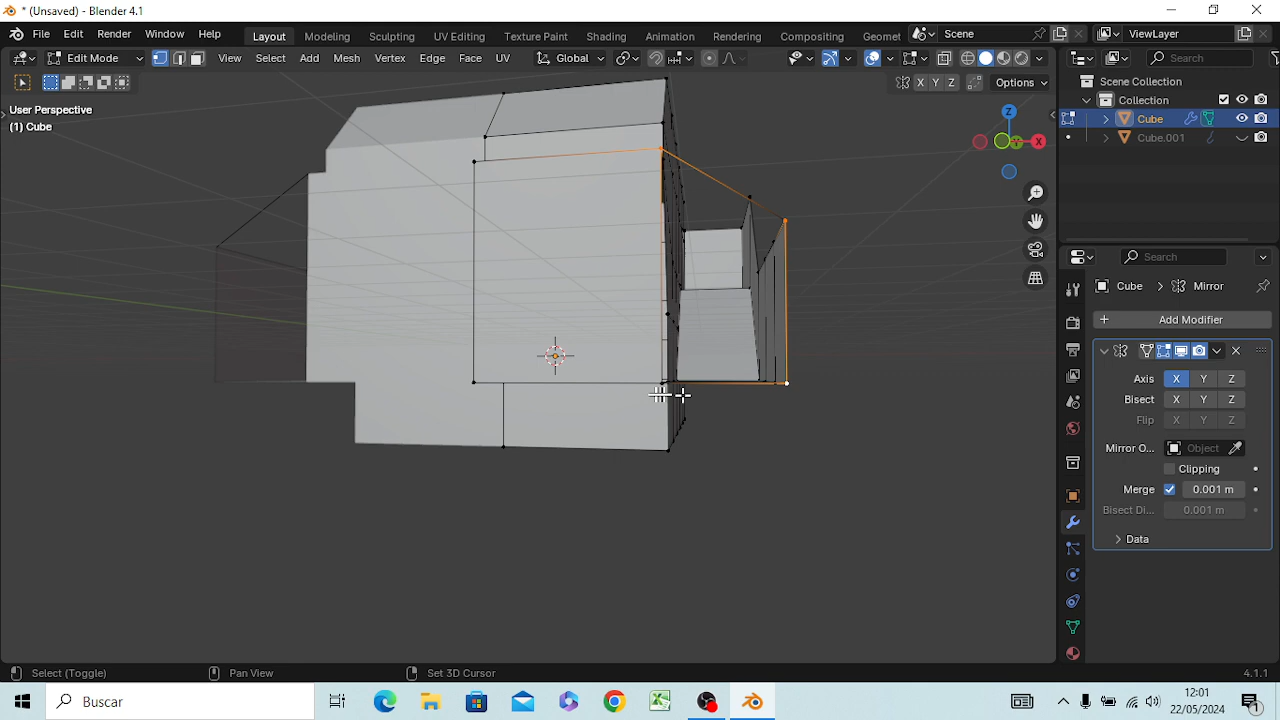 * (Unsaved) - Blender 4.1
File Edit Render Window Help Layout Modeling Sculpting UV Editing Texture Paint Shading Animation Rendering Compositing Geomet Scene ViewLayer
Edit Mode View Select Add Mesh Vertex Edge Face UV Global Search
X Y Z Options
User Perspective
(1) Cube
Scene Collection
Collection
Cube
Cube.001
Z
X
Search
Cube Mirror
Add Modifier
Axis X Y Z
Bisect X Y Z
Flip X Y Z
Mirror O... Object
Clipping
Merge 0.001 m
Bisect Di... 0.001 m
Data
Select (Toggle) Pan View Set 3D Cursor 4.1.1
Buscar
12:01
22/05/2024
1